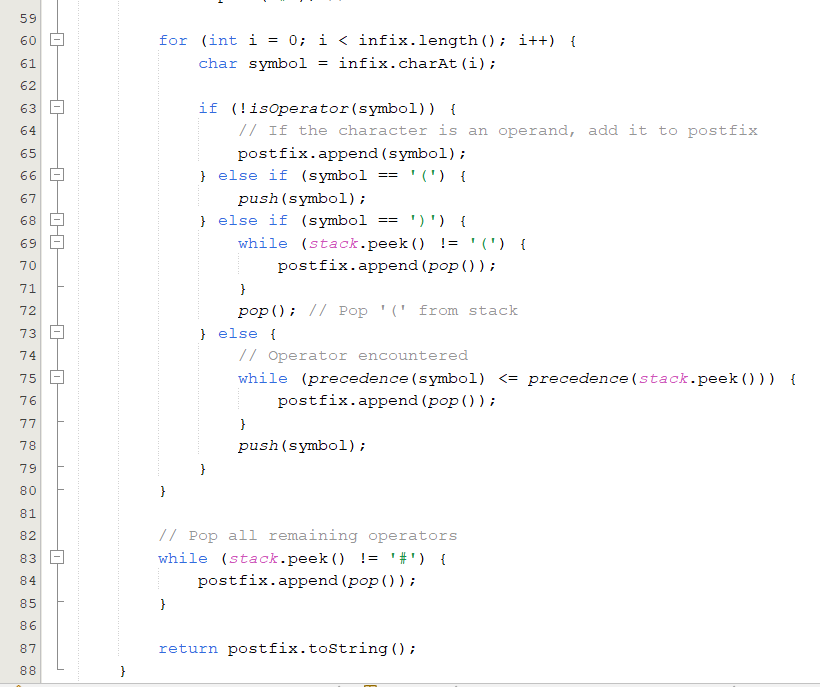 59
60 for (int i = 0; i < infix.length(); i++) {
61 char symbol = infix.charAt(i);
62
63 if (!isOperator(symbol)) {
64 // If the character is an operand, add it to postfix
65 postfix.append(symbol);
66 } else if (symbol == '(') {
67 push(symbol);
68 } else if (symbol == ')') {
69 while (stack.peek() != '(') {
70 postfix.append(pop());
71 }
72 pop(); // Pop '(' from stack
73 } else {
74 // Operator encountered
75 while (precedence(symbol) <= precedence(stack.peek())) {
76 postfix.append(pop());
77 }
78 push(symbol);
79 }
80 }
81
82 // Pop all remaining operators
83 while (stack.peek() != '#') {
84 postfix.append(pop());
85 }
86
87 return postfix.toString();
88 }